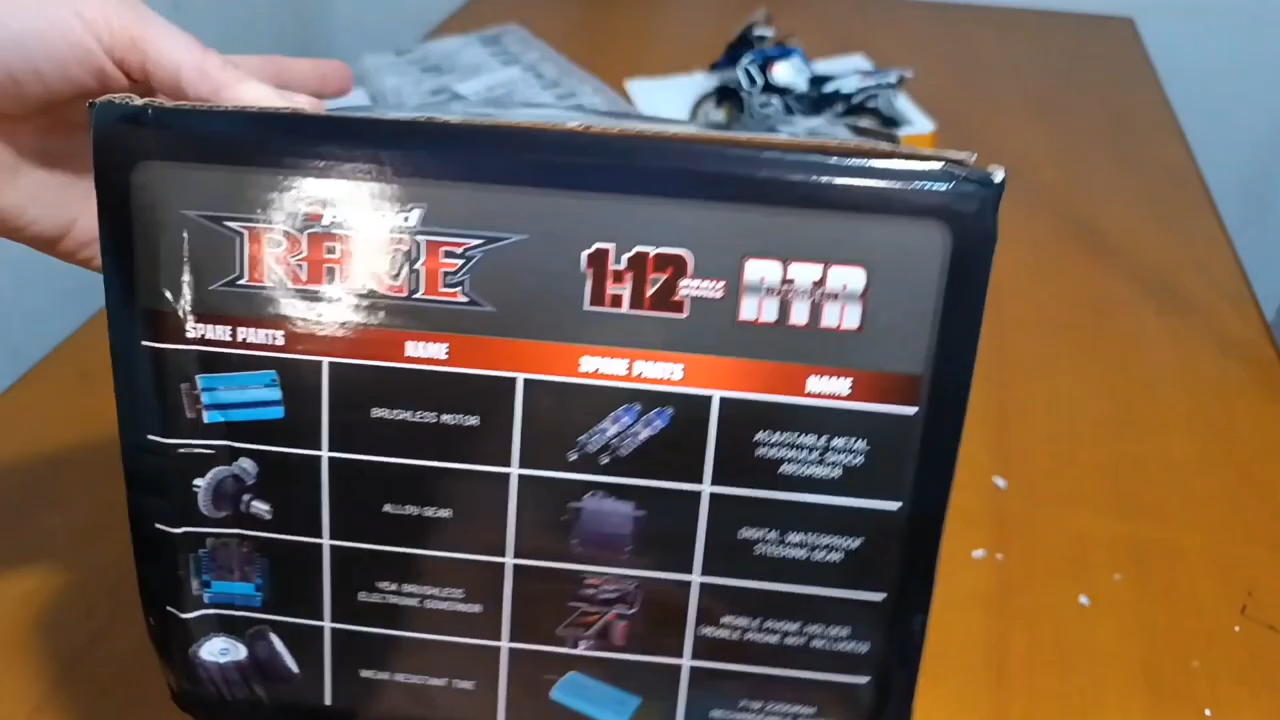 RACE
1:12
RTR
SPARE PARTS NAME SPARE PARTS NAME
BRUSHLESS MOTOR
ADJUSTABLE METAL
HYDRAULIC SHOCK
ABSORBER
ALLOY GEAR
DIGITAL WATERPROOF
STEERING GEAR
45A BRUSHLESS
ELECTRONIC GOVERNOR
MOBILE PHONE HOLDER
(MOBILE PHONE NOT INCLUDED)
WEAR RESISTANT TIRE